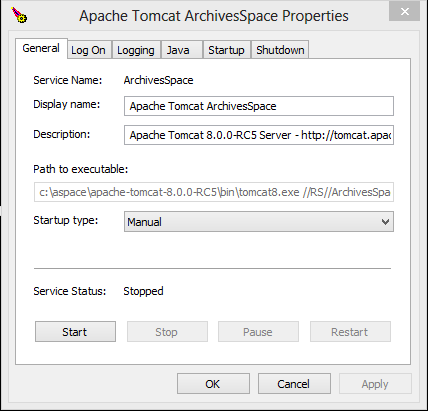 Apache Tomcat ArchivesSpace Properties
General Log On Logging Java Startup Shutdown
Service Name: ArchivesSpace
Display name: Apache Tomcat ArchivesSpace
Description: Apache Tomcat 8.0.0-RC5 Server - http://tomcat.apac
Path to executable:
c:\aspace\apache-tomcat-8.0.0-RC5\bin\tomcat8.exe //RS//ArchivesSpa
Startup type: Manual
Service Status: Stopped
Start Stop Pause Restart
OK Cancel Apply